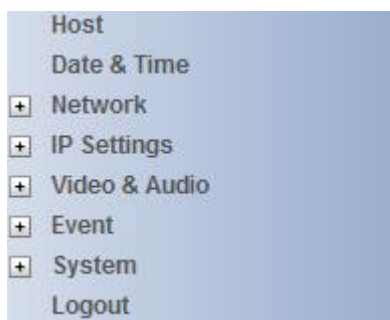 Host
Date & Time
Network
IP Settings
Video & Audio
Event
System
Logout